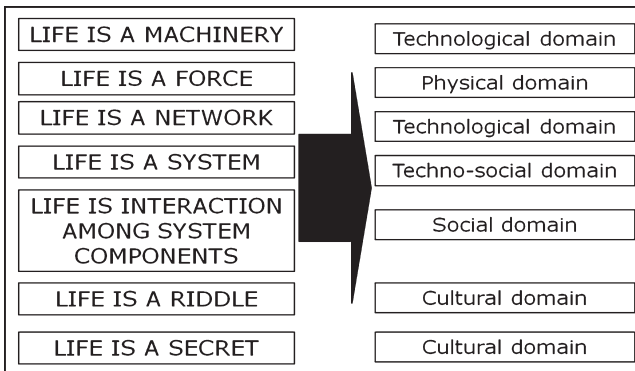 LIFE IS A MACHINERY
Technological domain
LIFE IS A FORCE
Physical domain
LIFE IS A NETWORK
Technological domain
LIFE IS A SYSTEM
Techno-social domain
LIFE IS INTERACTION
AMONG SYSTEM
COMPONENTS
Social domain
LIFE IS A RIDDLE
Cultural domain
LIFE IS A SECRET
Cultural domain